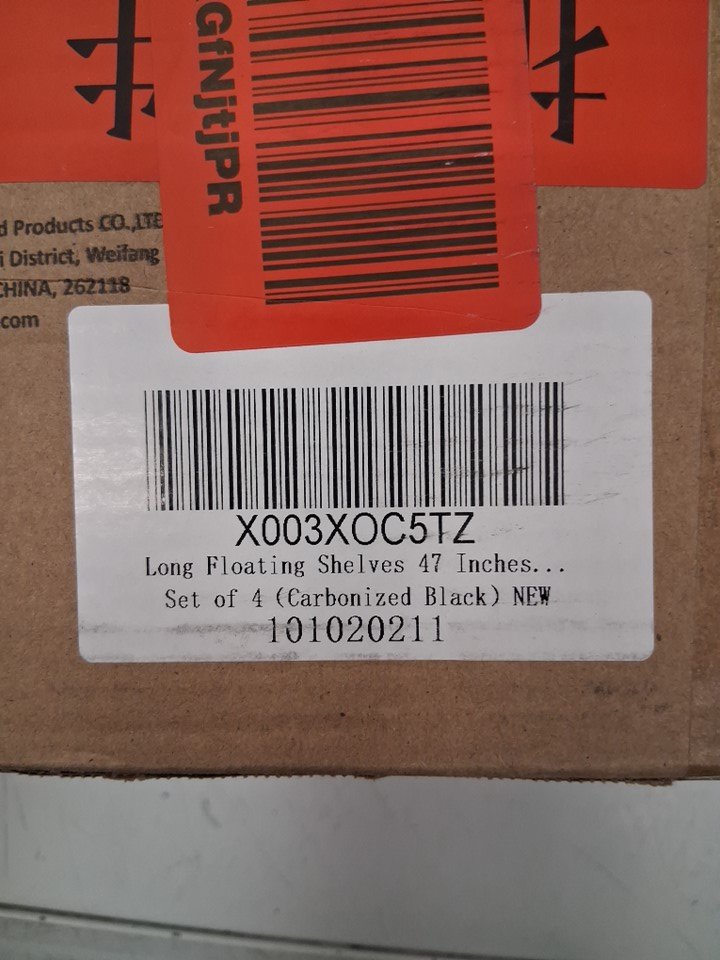 GfNjtjPR
d Products CO.,LTD
i District, Weifang
CHINA, 262118
.com
X003XOC5TZ
Long Floating Shelves 47 Inches...
Set of 4 (Carbonized Black) NEW
101020211